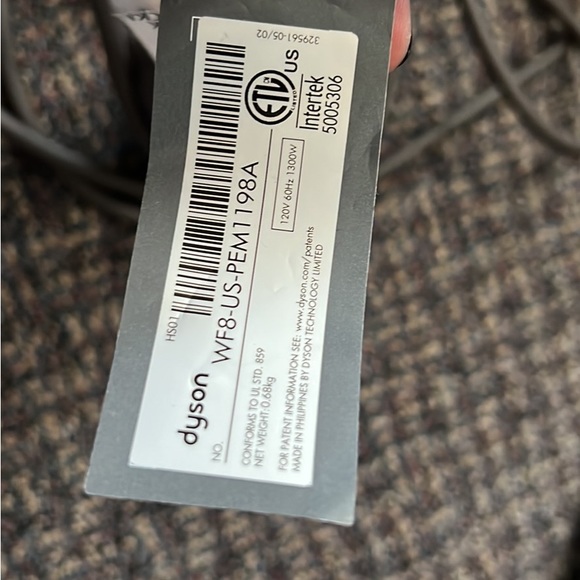 329561-05/02
HS01
ETL
US
LISTED
Intertek
5005306
dyson
NO.
WF8-US-PEM1198A
120V 60Hz 1300W
CONFORMS TO UL STD. 859
NET WEIGHT:0.68kg
FOR PATENT INFORMATION SEE: www.dyson.com/patents
MADE IN PHILIPPINES BY DYSON TECHNOLOGY LIMITED